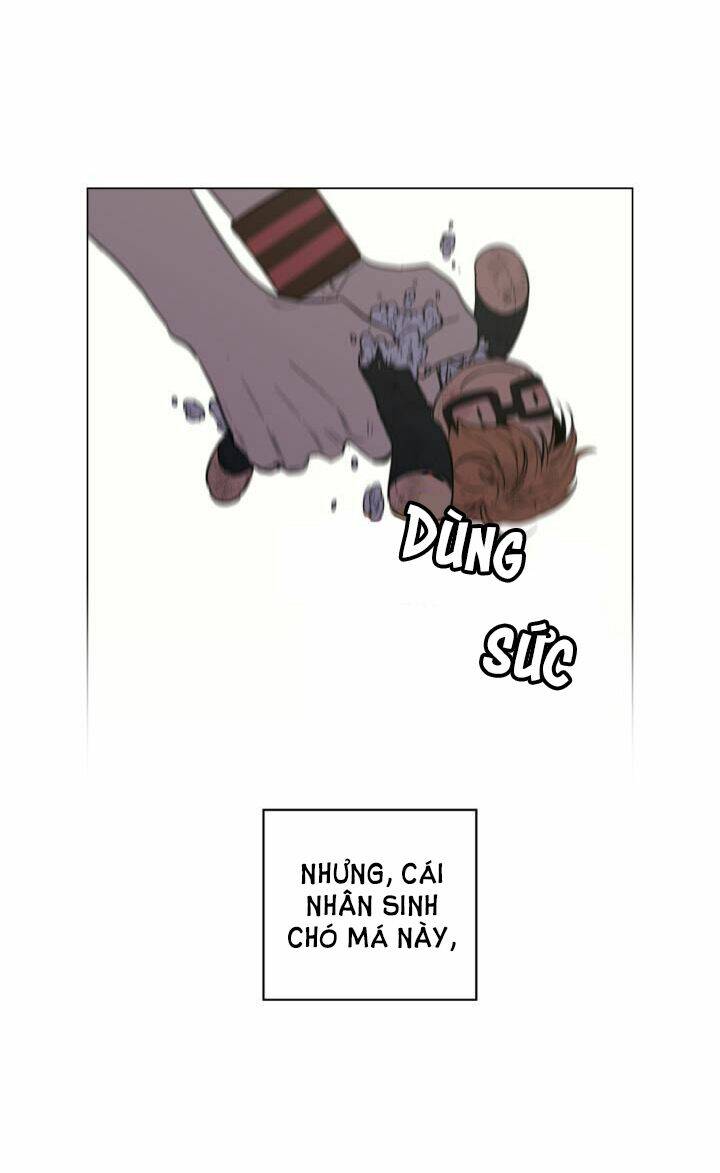 DÙNG
SỨC
NHƯNG, CÁI
NHÂN SINH
CHÓ MÁ NÀY,